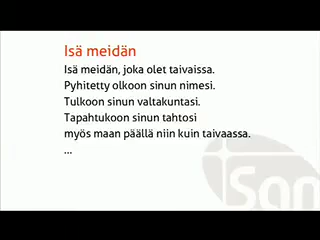 Isä meidän
Isä meidän, joka olet taivaissa.
Pyhitetty olkoon sinun nimesi.
Tulkoon sinun valtakuntasi.
Tapahtukoon sinun tahtosi
myös maan päällä niin kuin taivaassa.
...
San